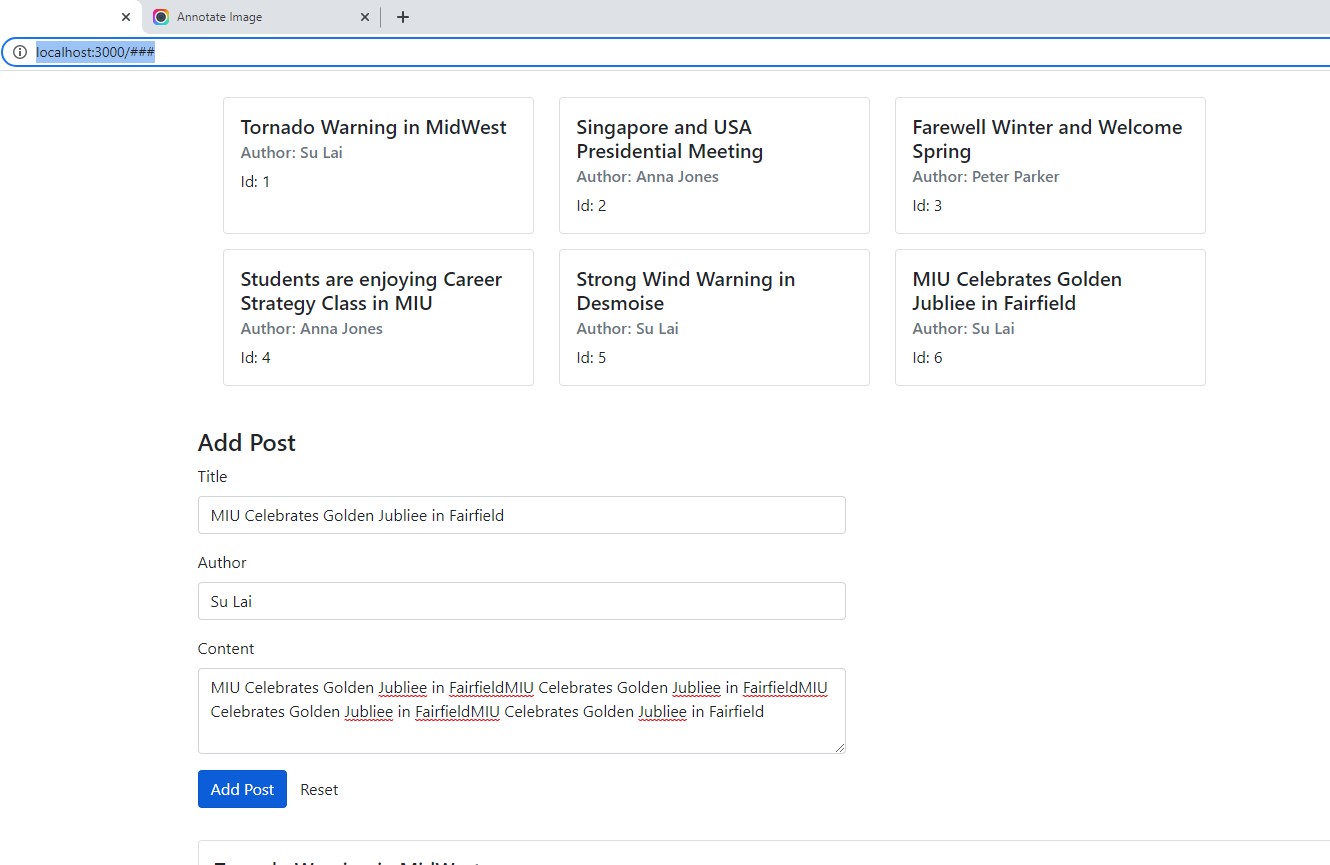 Annotate Image
localhost:3000/###
Tornado Warning in MidWest
Author: Su Lai
Id: 1
Singapore and USA
Presidential Meeting
Author: Anna Jones
Id: 2
Farewell Winter and Welcome
Spring
Author: Peter Parker
Id: 3
Students are enjoying Career
Strategy Class in MIU
Author: Anna Jones
Id: 4
Strong Wind Warning in
Desmoise
Author: Su Lai
Id: 5
MIU Celebrates Golden
Jubliee in Fairfield
Author: Su Lai
Id: 6
Add Post
Title
MIU Celebrates Golden Jubliee in Fairfield
Author
Su Lai
Content
MIU Celebrates Golden Jubliee in FairfieldMIU Celebrates Golden Jubliee in FairfieldMIU
Celebrates Golden Jubliee in FairfieldMIU Celebrates Golden Jubliee in Fairfield
Add Post Reset
Tornado Warning in MidWest